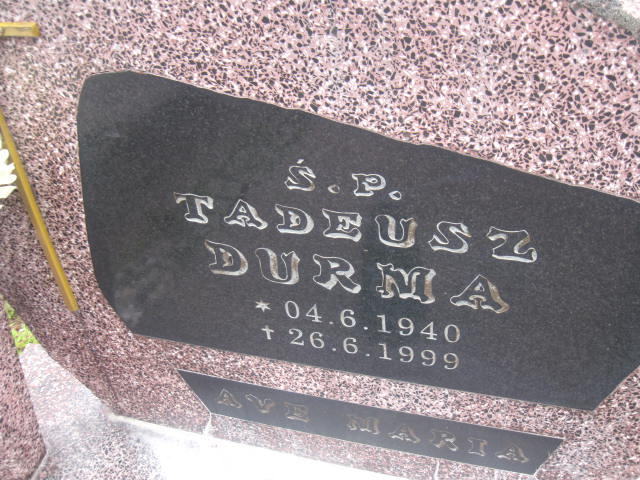 Ś.P.
TADEUSZ
DURMA
* 04.6.1940
✝ 26.6.1999
AVE MARIA